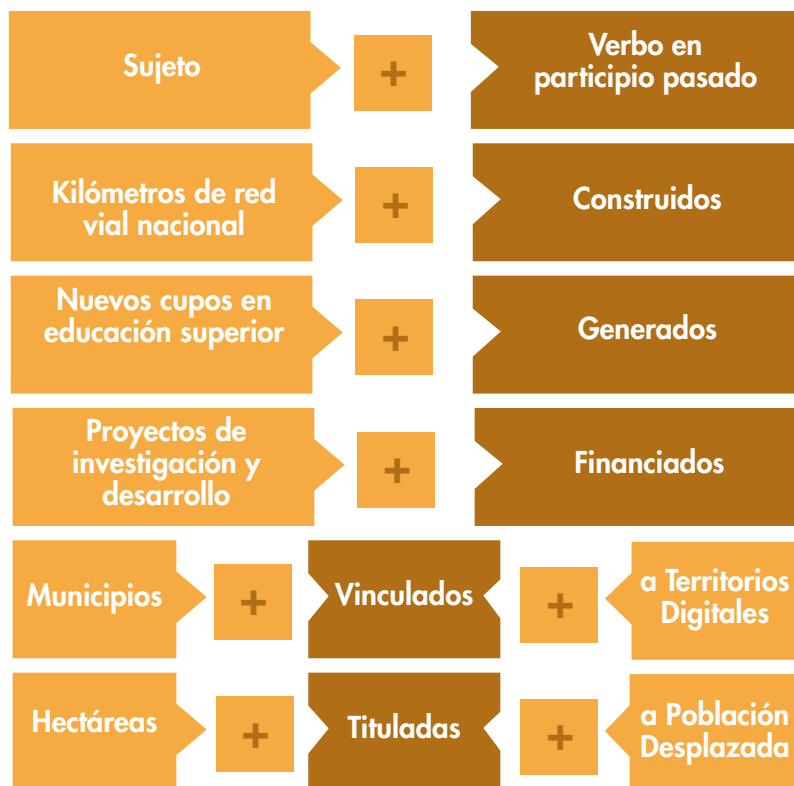 Sujeto
+
Verbo en
participio pasado
Kilómetros de red
vial nacional
+
Construidos
Nuevos cupos en
educación superior
+
Generados
Proyectos de
investigación y
desarrollo
+
Financiados
Municipios
+
Vinculados
+
a Territorios
Digitales
Hectáreas
+
Tituladas
+
a Población
Desplazada